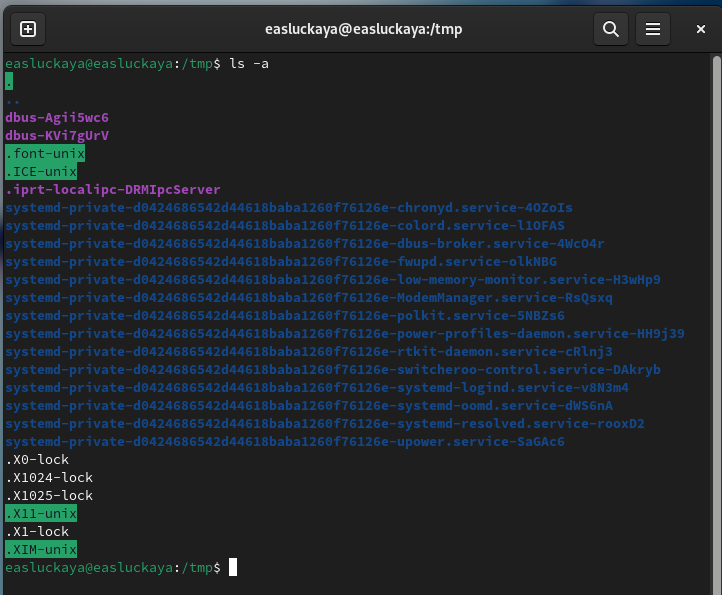 easluckaya@easluckaya:/tmp
easluckaya@easluckaya:/tmp$ ls -a
.
..
dbus-Agii5wc6
dbus-KVi7gUrV
.font-unix
.ICE-unix
.iprt-localipc-DRMIpcServer
systemd-private-d0424686542d44618baba1260f76126e-chronyd.service-4OZoIs
systemd-private-d0424686542d44618baba1260f76126e-colord.service-l1OFAS
systemd-private-d0424686542d44618baba1260f76126e-dbus-broker.service-4WcO4r
systemd-private-d0424686542d44618baba1260f76126e-fwupd.service-olkNBG
systemd-private-d0424686542d44618baba1260f76126e-low-memory-monitor.service-H3wHp9
systemd-private-d0424686542d44618baba1260f76126e-ModemManager.service-RsQsxq
systemd-private-d0424686542d44618baba1260f76126e-polkit.service-5NBZs6
systemd-private-d0424686542d44618baba1260f76126e-power-profiles-daemon.service-HH9j39
systemd-private-d0424686542d44618baba1260f76126e-rtkit-daemon.service-cRlnj3
systemd-private-d0424686542d44618baba1260f76126e-switcheroo-control.service-DAkryb
systemd-private-d0424686542d44618baba1260f76126e-systemd-logind.service-v8N3m4
systemd-private-d0424686542d44618baba1260f76126e-systemd-oomd.service-dWS6nA
systemd-private-d0424686542d44618baba1260f76126e-systemd-resolved.service-rooxD2
systemd-private-d0424686542d44618baba1260f76126e-upower.service-SaGAcG
.X0-lock
.X1024-lock
.X1025-lock
.X11-unix
.X1-lock
.XIM-unix
easluckaya@easluckaya:/tmp$